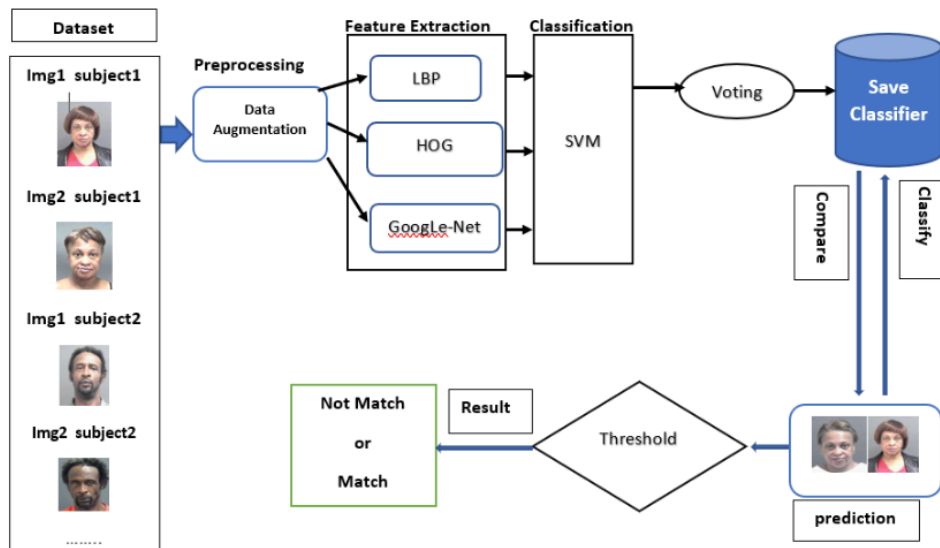 Dataset
Img1 subject1
Img2 subject1
Img1 subject2
Img2 subject2
........
Preprocessing
Data
Augmentation
Feature Extraction
LBP
HOG
GoogLe-Net
Classification
SVM
Voting
Save
Classifier
Compare
Classify
prediction
Threshold
Result
Not Match
or
Match